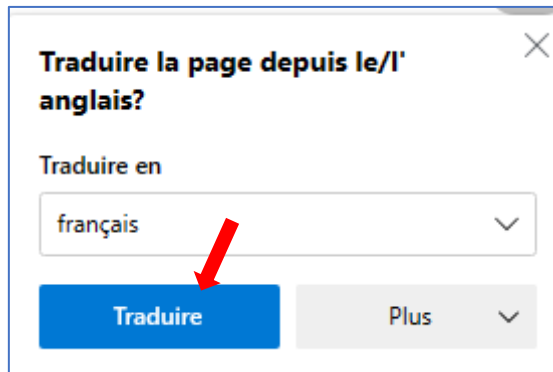 Traduire la page depuis le/l'
anglais?
Traduire en
français
Traduire
Plus